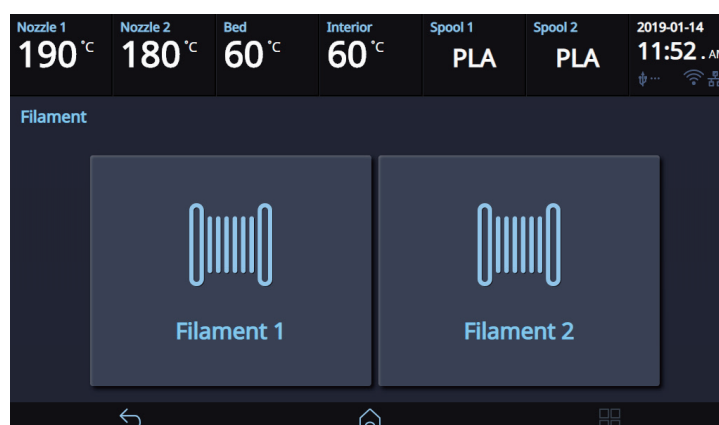 Nozzle 1 Nozzle 2 Bed Interior Spool 1 Spool 2 2019-01-14
190 °C 180 °C 60 °C 60 °C PLA PLA 11:52 . AM
Filament
Filament 1 Filament 2